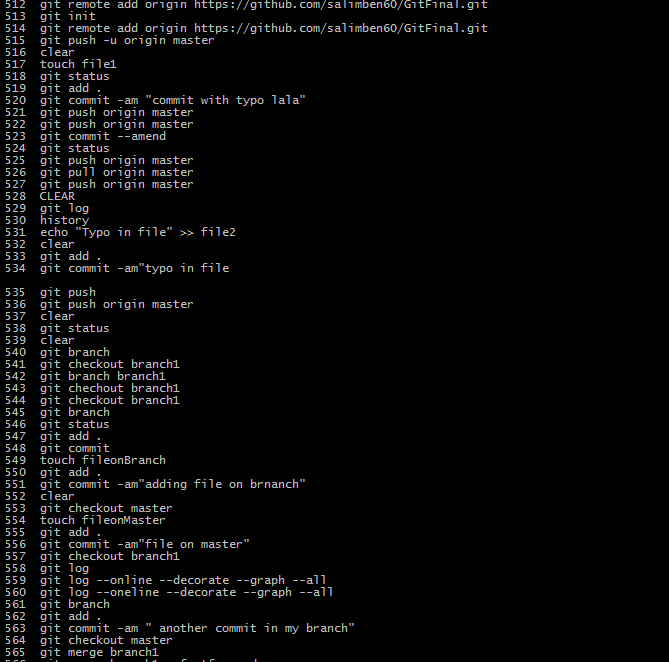 512 git remote add origin https://github.com/salimben60/GitFinal.git
513 git init
514 git remote add origin https://github.com/salimben60/GitFinal.git
515 git push -u origin master
516 clear
517 touch file1
518 git status
519 git add .
520 git commit -am "commit with typo lala"
521 git push origin master
522 git push origin master
523 git commit --amend
524 git status
525 git push origin master
526 git pull origin master
527 git push origin master
528 CLEAR
529 git log
530 history
531 echo "Typo in file" >> file2
532 clear
533 git add .
534 git commit -am"typo in file
535 git push
536 git push origin master
537 clear
538 git status
539 clear
540 git branch
541 git checkout branch1
542 git branch branch1
543 git chechout branch1
544 git checkout branch1
545 git branch
546 git status
547 git add .
548 git commit
549 touch fileonBranch
550 git add .
551 git commit -am"adding file on brnanch"
552 clear
553 git checkout master
554 touch fileonMaster
555 git add .
556 git commit -am"file on master"
557 git checkout branch1
558 git log
559 git log --online --decorate --graph --all
560 git log --oneline --decorate --graph --all
561 git branch
562 git add .
563 git commit -am " another commit in my branch"
564 git checkout master
565 git merge branch1